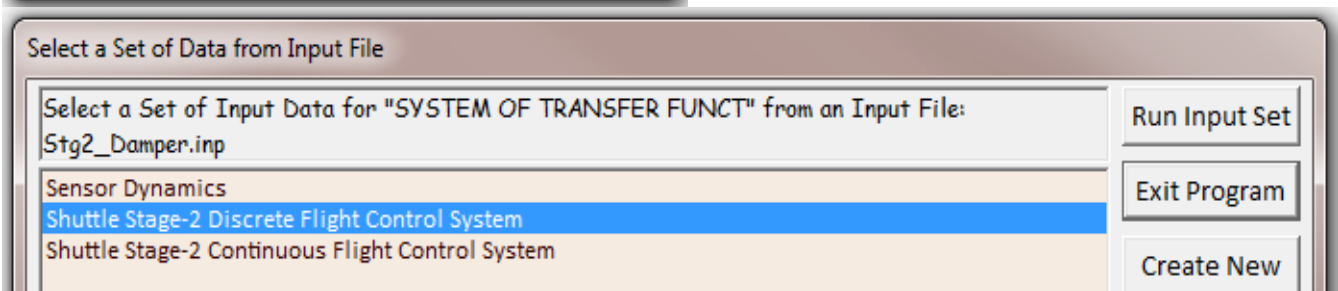 Select a Set of Data from Input File
Select a Set of Input Data for "SYSTEM OF TRANSFER FUNCT" from an Input File:
Stg2_Damper.inp
Run Input Set
Sensor Dynamics
Shuttle Stage-2 Discrete Flight Control System
Shuttle Stage-2 Continuous Flight Control System
Exit Program
Create New